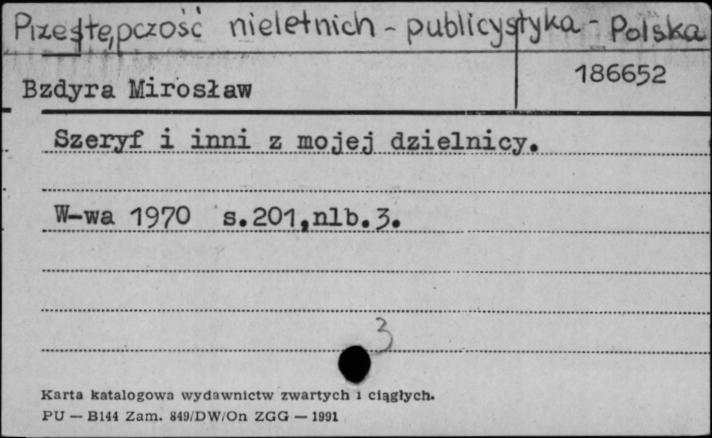 Przestępczość nieletnich - publicystyka - Polska
186652
Bzdyra Mirosław
Szeryf i inni z mojej dzielnicy.
W-wa 1970 s.201,nlb.3.
3
Karta katalogowa wydawnictw zwartych i ciągłych.
PU — B144 Zam. 849/DW/On ZGG — 1991